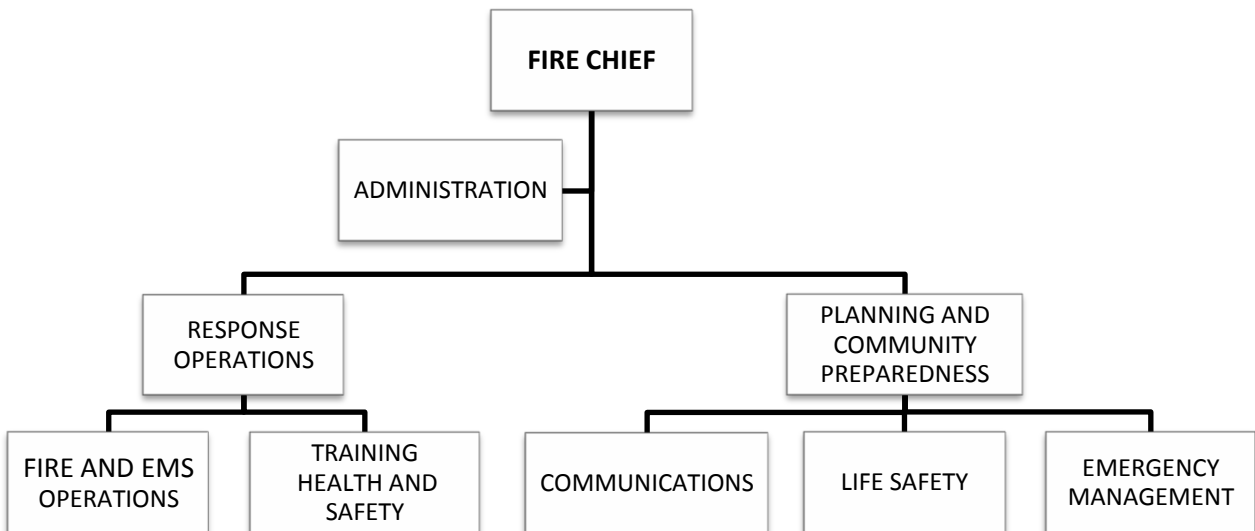 FIRE CHIEF
ADMINISTRATION
RESPONSE
OPERATIONS
PLANNING AND
COMMUNITY
PREPAREDNESS
FIRE AND EMS
OPERATIONS
TRAINING
HEALTH AND
SAFETY
COMMUNICATIONS
LIFE SAFETY
EMERGENCY
MANAGEMENT